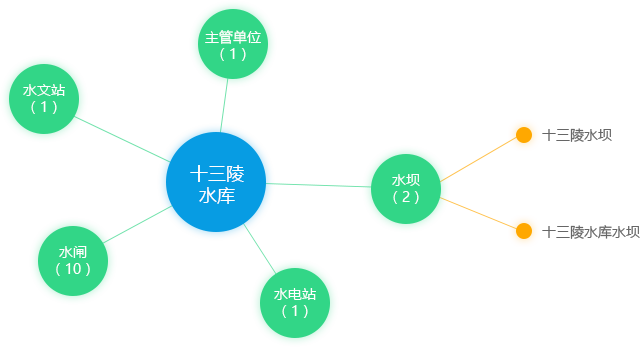 主管单位
（1）
水文站
（1）
十三陵水坝
十三陵
水库
水坝
（2）
十三陵水库水坝
水闸
（10）
水电站
（1）